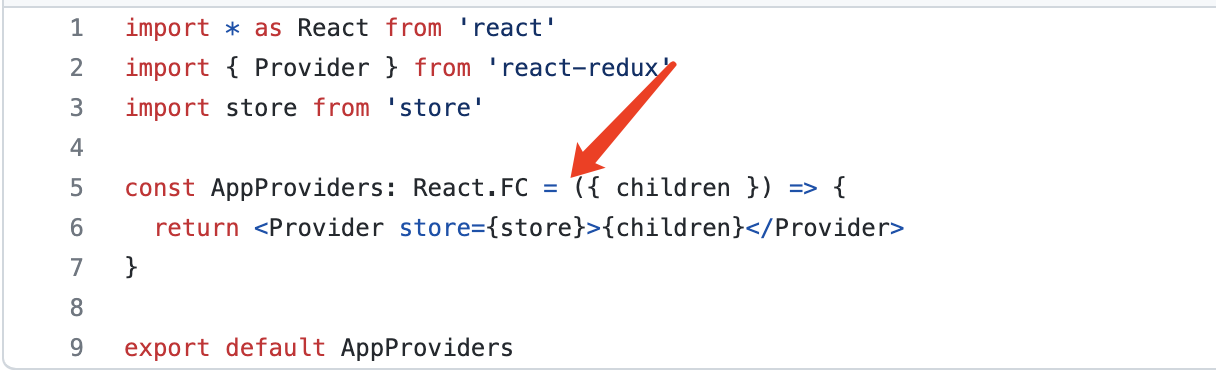 1 import * as React from 'react'
2 import { Provider } from 'react-redux'
3 import store from 'store'
4
5 const AppProviders: React.FC = ({ children }) => {
6   return <Provider store={store}>{children}</Provider>
7 }
8
9 export default AppProviders